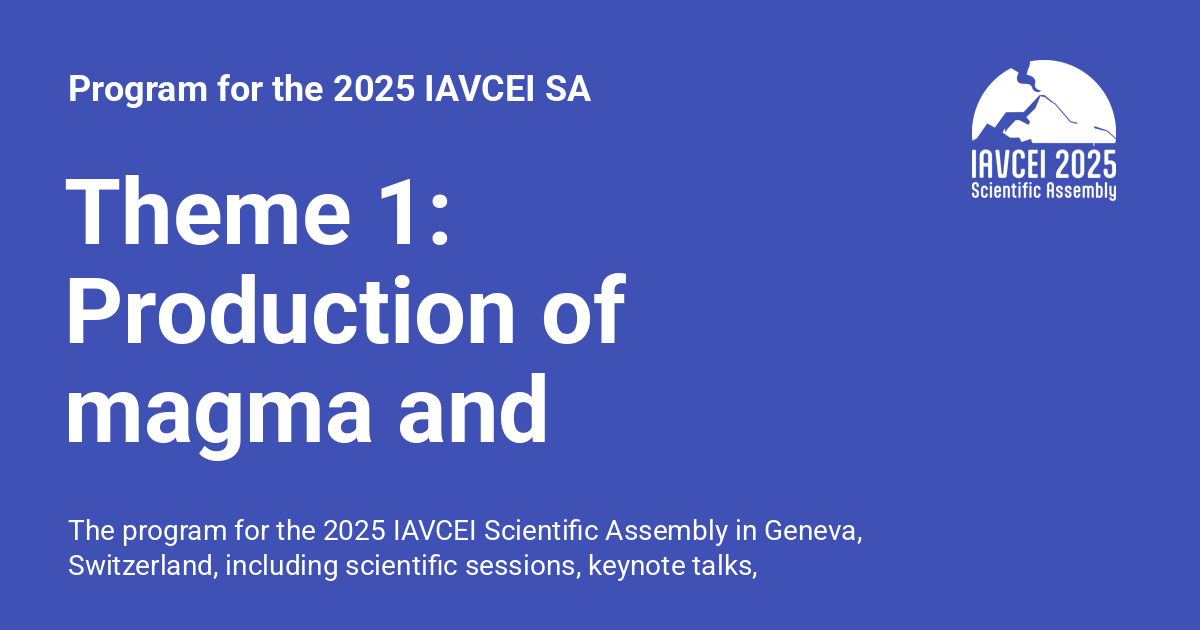 Program for the 2025 IAVCEI SA
IAVCEI 2025
Scientific Assembly
Theme 1:
Production of
magma and
The program for the 2025 IAVCEI Scientific Assembly in Geneva,
Switzerland, including scientific sessions, keynote talks,